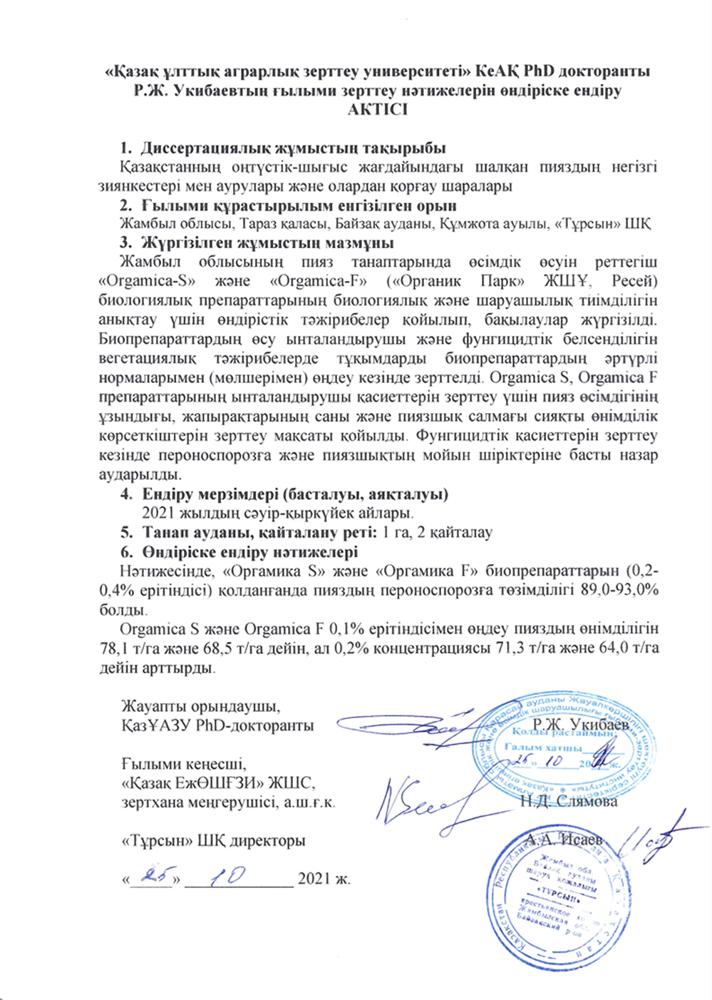 «Қазақ ұлттық аграрлық зерттеу университеті» КеАҚ PhD докторанты
Р.Ж. Укибаевтың ғылыми зерттеу нәтижелерін өндіріске ендіру
АКТІСІ
1. Диссертациялық жұмыстың тақырыбы
Қазақстанның оңтүстік-шығыс жағдайындағы шалқан пияздың негізгі
зиянкестері мен аурулары және олардан қорғау шаралары
2. Ғылыми құрастырылым енгізілген орын
Жамбыл облысы, Тараз қаласы, Байзақ ауданы, Құмжота ауылы, «Тұрсын» ШҚ
3. Жүргізілген жұмыстың мазмұны
Жамбыл облысының пияз танаптарында өсімдік өсуін реттегіш
«Orgamica-S» және «Orgamica-F» («Органик Парк» ЖШҰ, Ресей)
биологиялық препараттарының биологиялық және шаруашылық тиімділігін
анықтау үшін өндірістік тәжірибелер қойылып, бақылаулар жүргізілді.
Биопрепараттардың өсу ынталандырушы және фунгицидтік белсенділігін
вегетациялық тәжірибелерде тұқымдарды биопрепараттардың әртүрлі
нормаларымен (мөлшерімен) өңдеу кезінде зерттелді. Orgamica S, Orgamica F
препараттарының ынталандырушы қасиеттерін зерттеу үшін пияз өсімдігінің
ұзындығы, жапырақтарының саны және пиязшық салмағы сияқты өнімділік
көрсеткіштерін зерттеу мақсаты қойылды. Фунгицидтік қасиеттерін зерттеу
кезінде пероноспорозға және пиязшықтың мойын шіріктеріне басты назар
аударылды.
4. Ендіру мерзімдері (басталуы, аяқталуы)
2021 жылдың сәуір-қыркүйек айлары.
5. Танап ауданы, қайталану реті: 1 га, 2 қайталау
6. Өндіріске ендіру нәтижелері
Нәтижесінде, «Оргамика S» және «Оргамика F» биопрепараттарын (0,2-
0,4% ерітіндісі) қолданғанда пияздың пероноспорозға төзімділігі 89,0-93,0%
болды.
Orgamica S және Orgamica F 0,1% ерітіндісімен өңдеу пияздың өнімділігін
78,1 т/га және 68,5 т/га дейін, ал 0,2% концентрациясы 71,3 т/га және 64,0 т/га
дейін арттырды.
Жауапты орындаушы,
ҚазҰАЗУ PhD-докторанты Р.Ж. Укибаев
Қолды растаймын:
Ғалым хатшы
25 » 10 20 ж.
Ғылыми кеңесші,
«Қазақ ЕжӨШҒЗИ» ЖШС,
зертхана меңгерушісі, а.ш.ғ.к. Н.Д. Слямова
«Тұрсын» ШҚ директоры А.А. Исаев
« 25 » 10 2021 ж.
Жамбыл обл.
Байзақ ауданы
шаруа қожалығы
«ТҰРСЫН»
крестьянское
Жамбылская обл.
Байзакский р-он